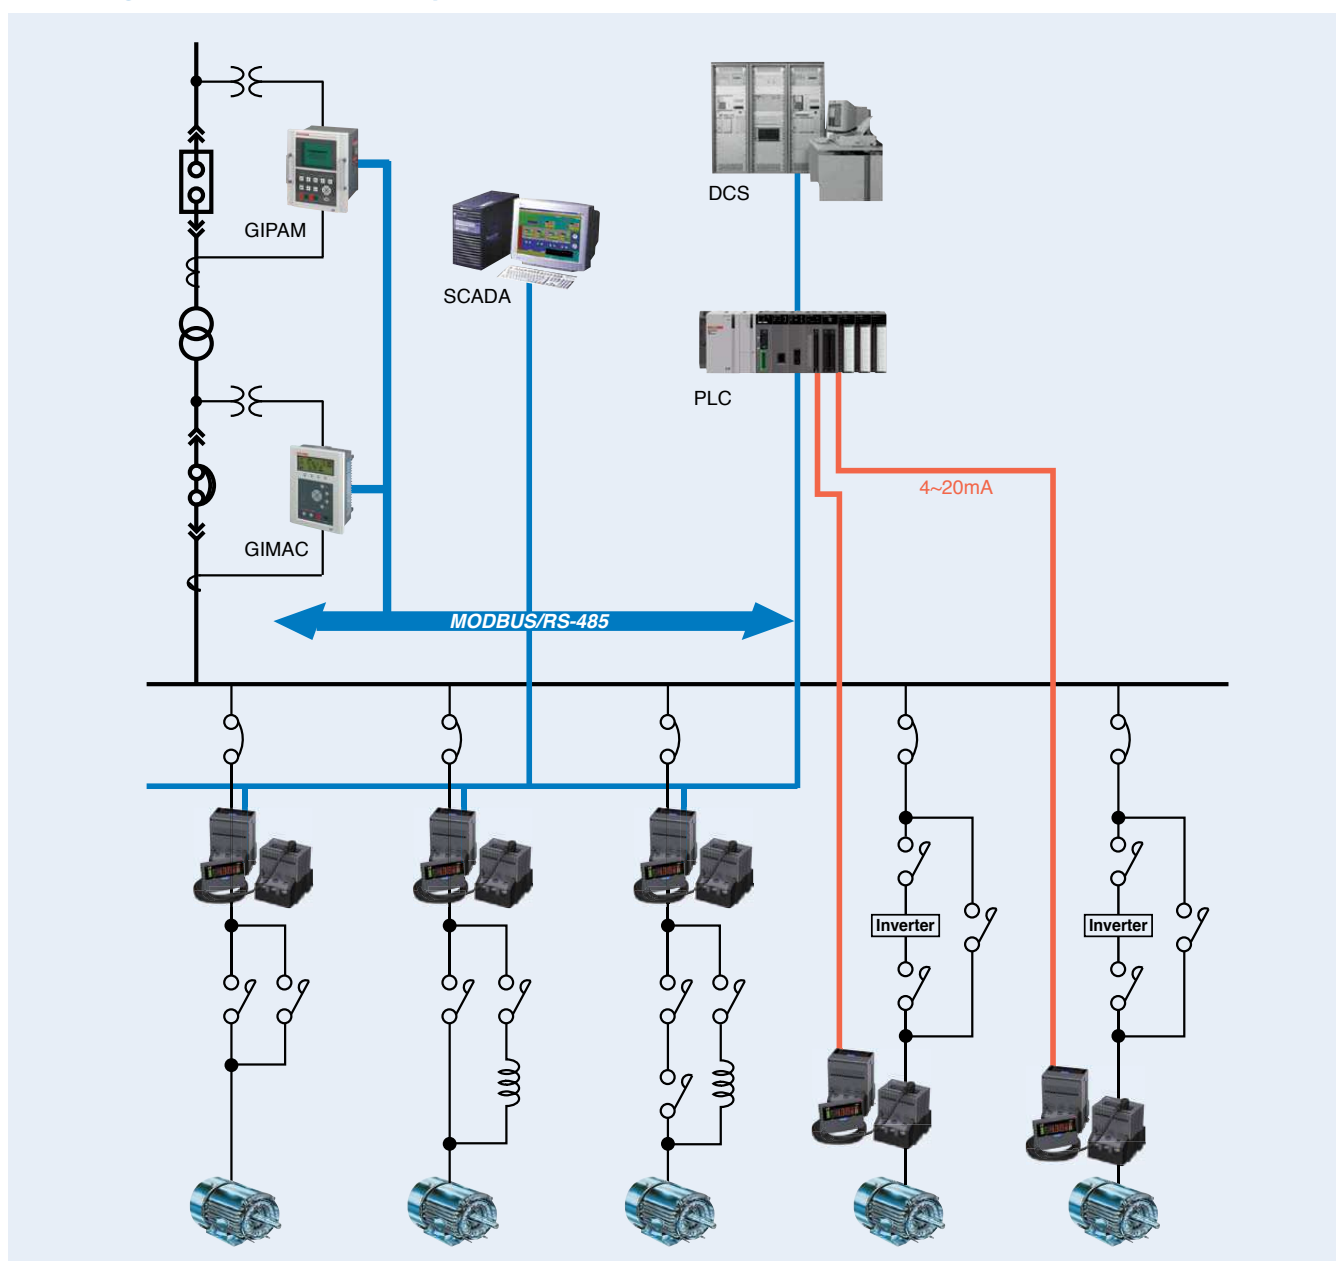 DCS
GIPAM
SCADA
PLC
4~20mA
GIMAC
MODBUS/RS-485
Inverter
Inverter